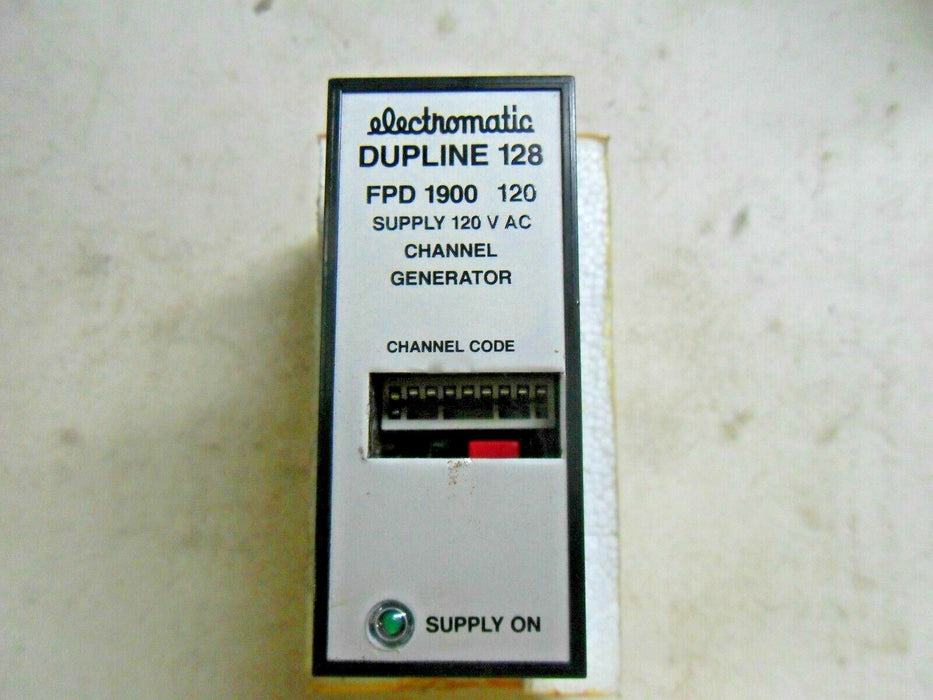 electromatic
DUPLINE 128
FPD 1900 120
SUPPLY 120 V AC
CHANNEL
GENERATOR
CHANNEL CODE
SUPPLY ON